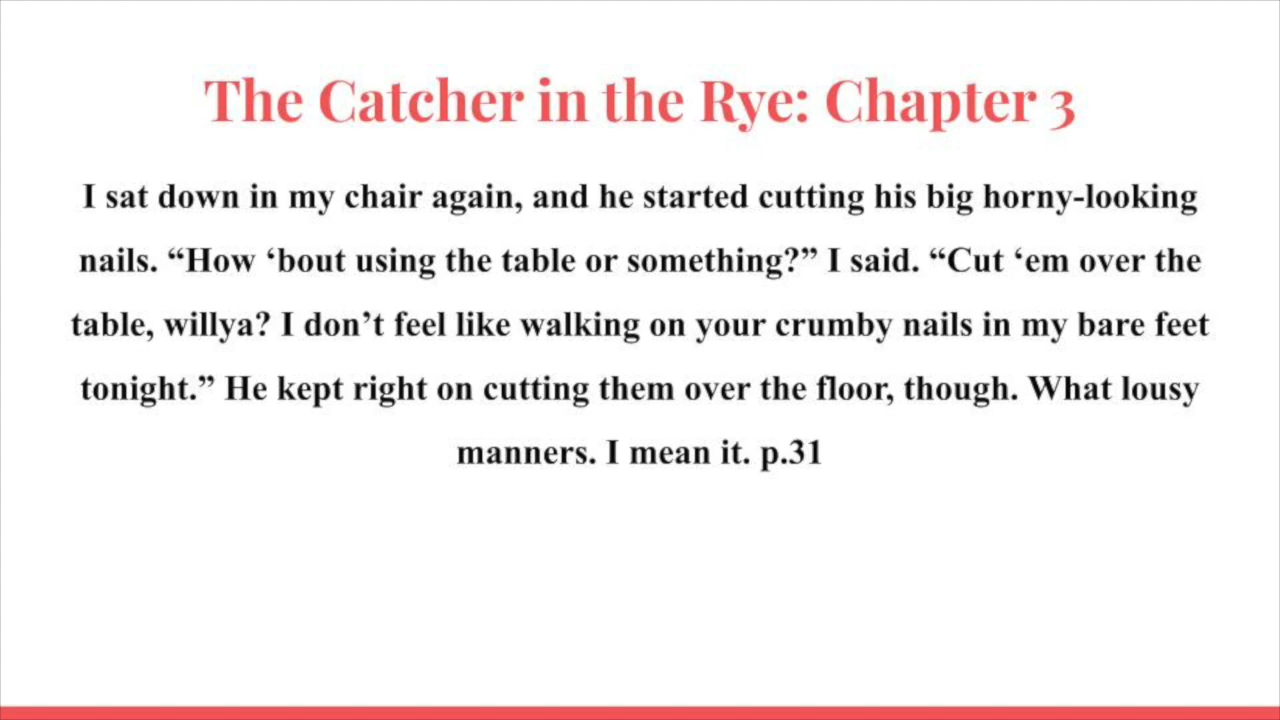 The Catcher in the Rye: Chapter 3
I sat down in my chair again, and he started cutting his big horny-looking
nails. “How ‘bout using the table or something?” I said. “Cut ‘em over the
table, willya? I don’t feel like walking on your crumby nails in my bare feet
tonight.” He kept right on cutting them over the floor, though. What lousy
manners. I mean it. p.31